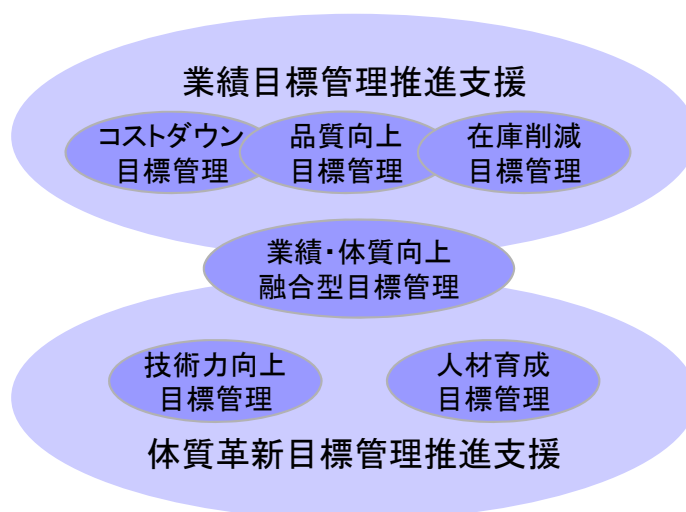 業績目標管理推進支援
コストダウン
目標管理
品質向上
目標管理
在庫削減
目標管理
業績・体質向上
融合型目標管理
技術力向上
目標管理
人材育成
目標管理
体質革新目標管理推進支援